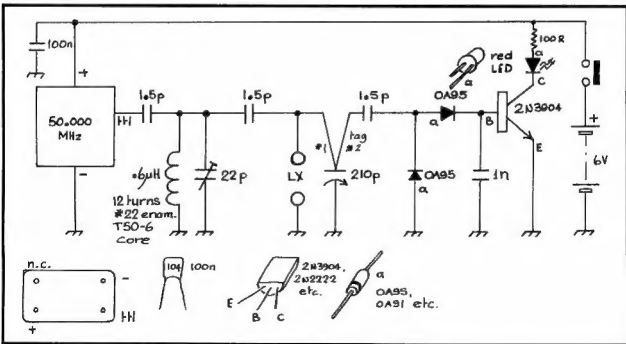 100n
+
50.000
MHz
-
1.5p
.6µH
12 turns
#22 enam.
T50-6
core
22p
1.5p
LX
#1
tag
#2
210p
1.5p
OA95
a
OA95
a
1n
red
LED
a
100R
a
C
B
2N3904
E
+
6V
n.c.
-
+
104
100n
2N3904,
2N2222
etc.
E
B
C
a
OA95,
OA91 etc.